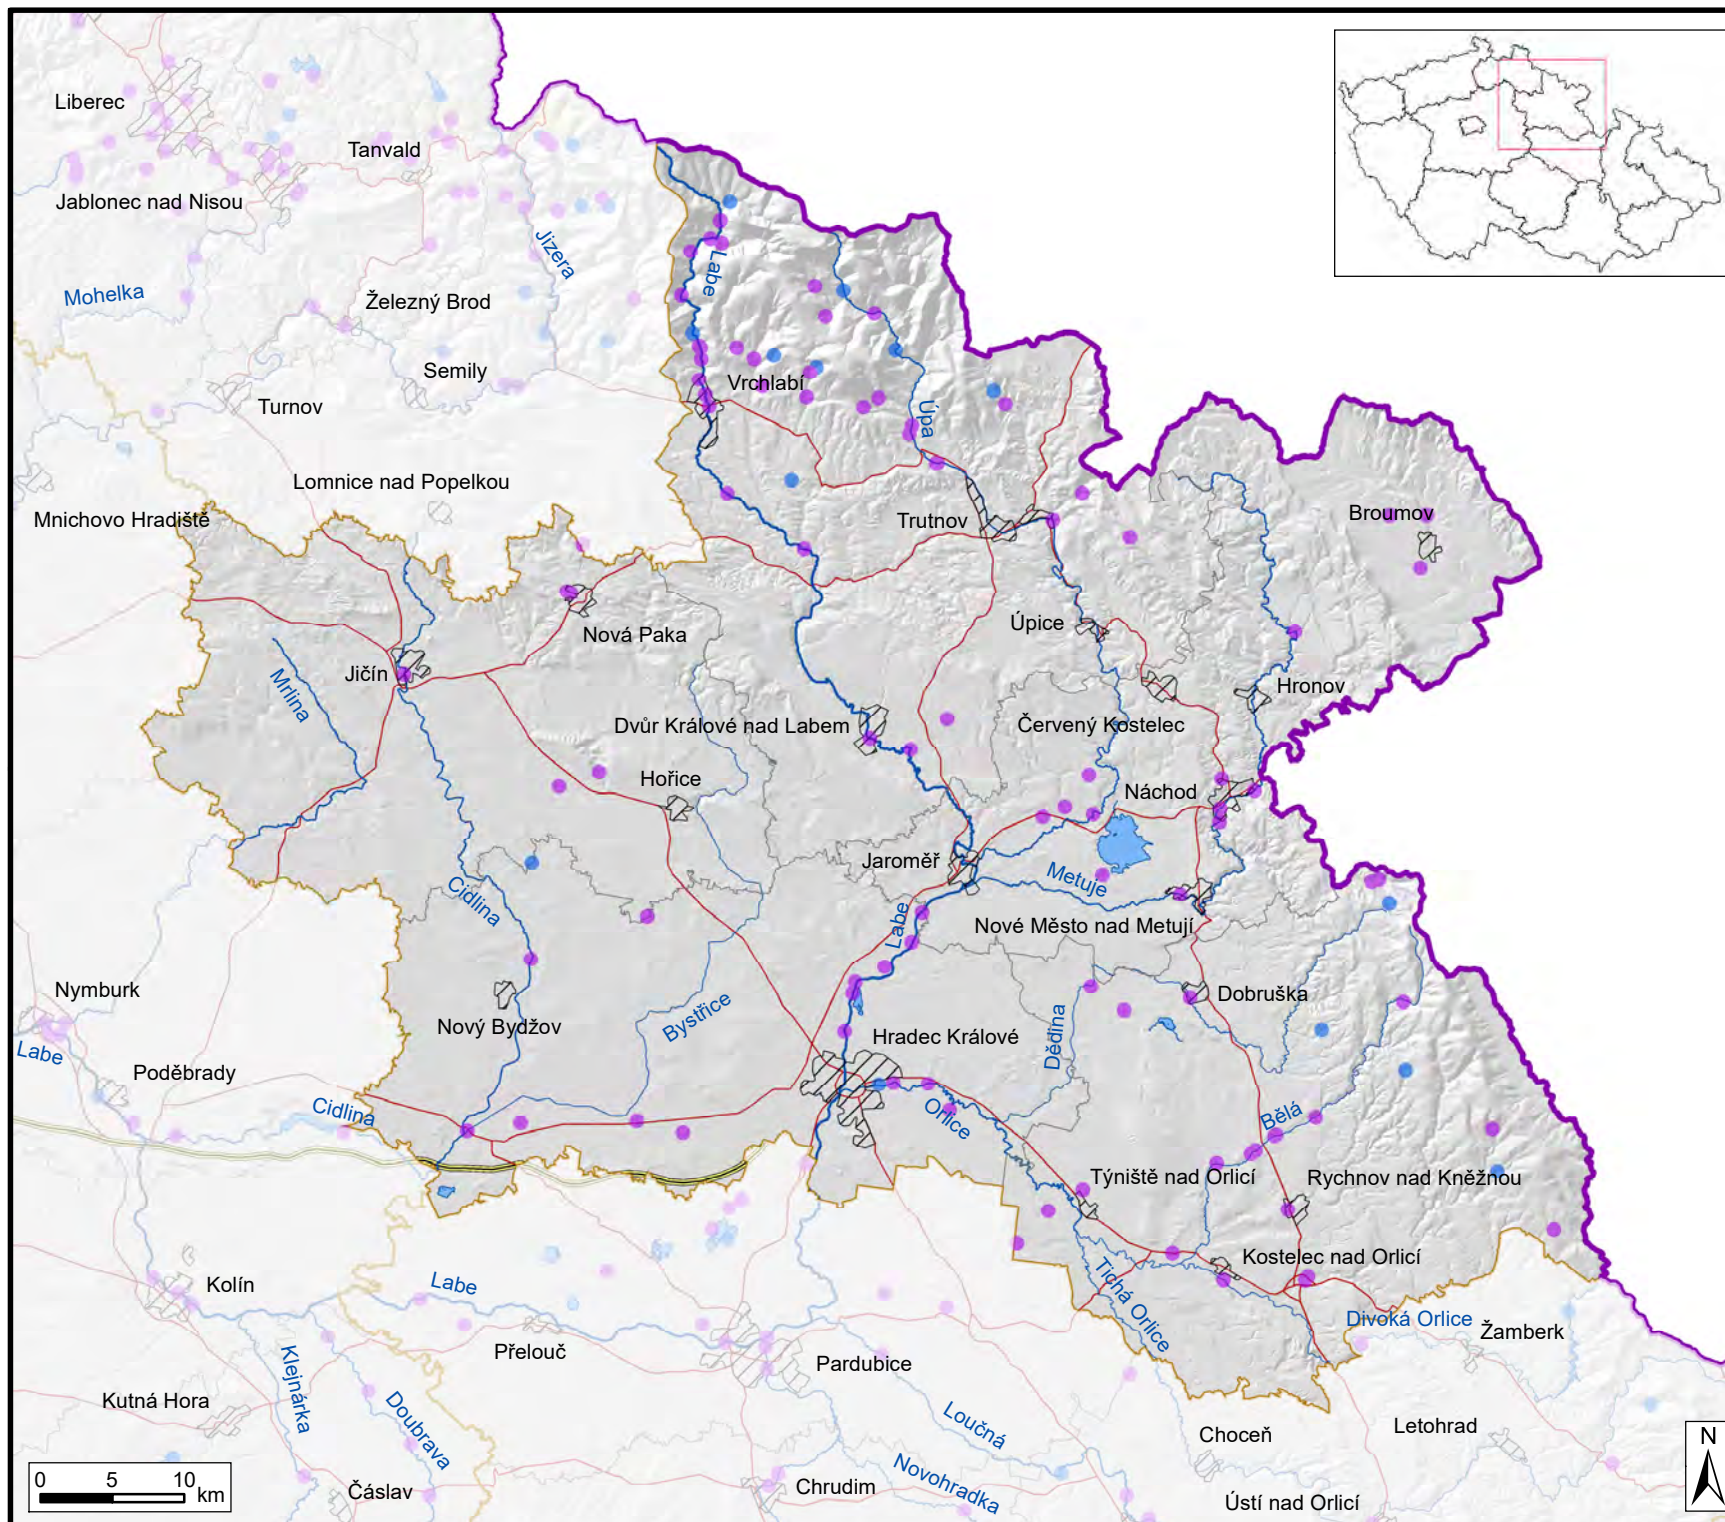 Liberec
Tanvald
Jablonec nad Nisou
Jizera
Labe
Mohelka
Železný Brod
Semily
Vrchlabí
Turnov
Úpa
Lomnice nad Popelkou
Mnichovo Hradiště
Trutnov
Broumov
Úpice
Nová Paka
Jičín
Hronov
Mrlina
Dvůr Králové nad Labem
Červený Kostelec
Hořice
Náchod
Jaroměř
Metuje
Cidlina
Labe
Nové Město nad Metují
Nymburk
Dobruška
Nový Bydžov
Bystřice
Hradec Králové
Dědina
Labe
Poděbrady
Cidlina
Orlice
Bělá
Týniště nad Orlicí
Rychnov nad Kněžnou
Kostelec nad Orlicí
Kolín
Labe
Tichá Orlice
Divoká Orlice
Žamberk
Přelouč
Pardubice
Klejnárka
Kutná Hora
Doubrava
Loučná
Choceň
Letohrad
N
Novohradka
0 5 10
km
Čáslav
Chrudim
Ústí nad Orlicí